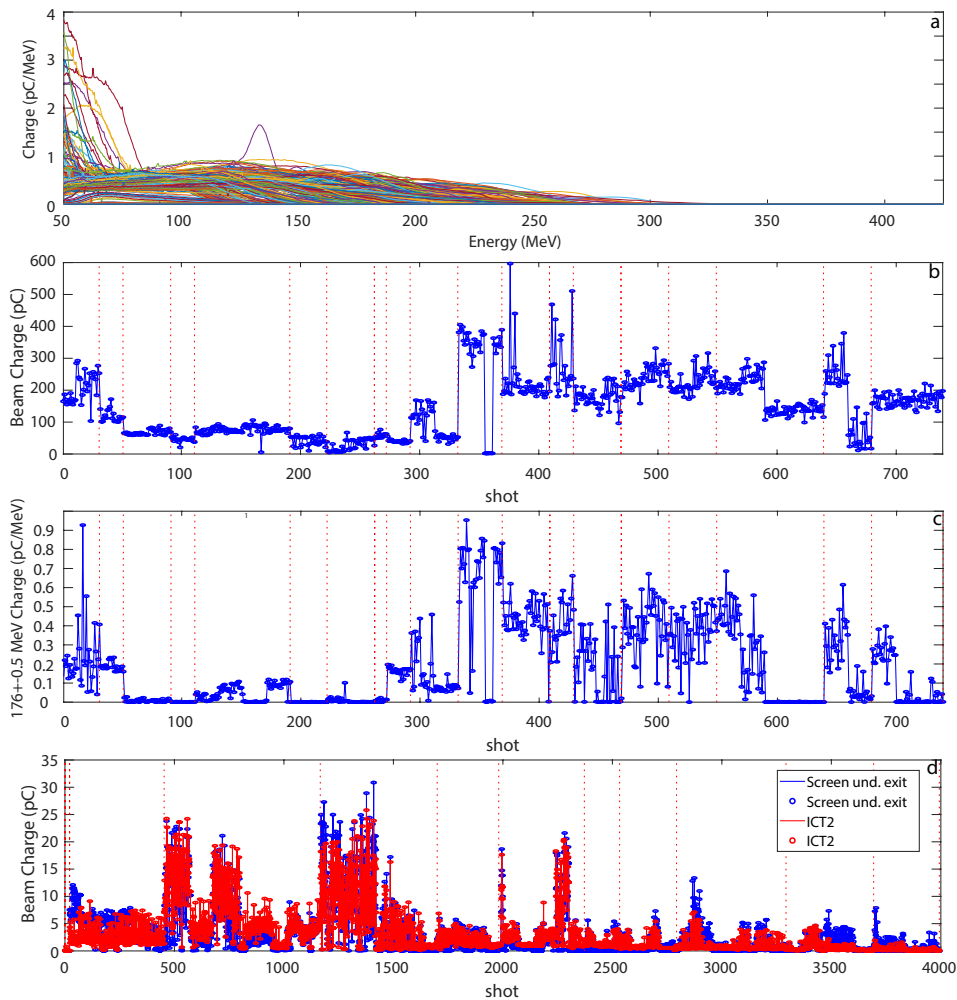 a
Charge (pC/MeV)
4
3
2
1
0
50 100 150 200 250 300 350 400
Energy (MeV)
b
Beam Charge (pC)
600
500
400
300
200
100
0
0 100 200 300 400 500 600 700
shot
c
176+-0.5 MeV Charge (pC/MeV)
0.9
0.8
0.7
0.6
0.5
0.4
0.3
0.2
0.1
0
1
0 100 200 300 400 500 600 700
shot
d
Beam Charge (pC)
35
30
25
20
15
10
5
0
Screen und. exit
Screen und. exit
ICT2
ICT2
0 500 1000 1500 2000 2500 3000 3500 4000
shot